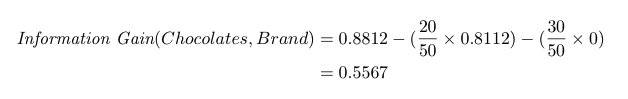 Information Gain(Chocolates, Brand) = 0.8812 − (20/50 × 0.8112) − (30/50 × 0)
= 0.5567